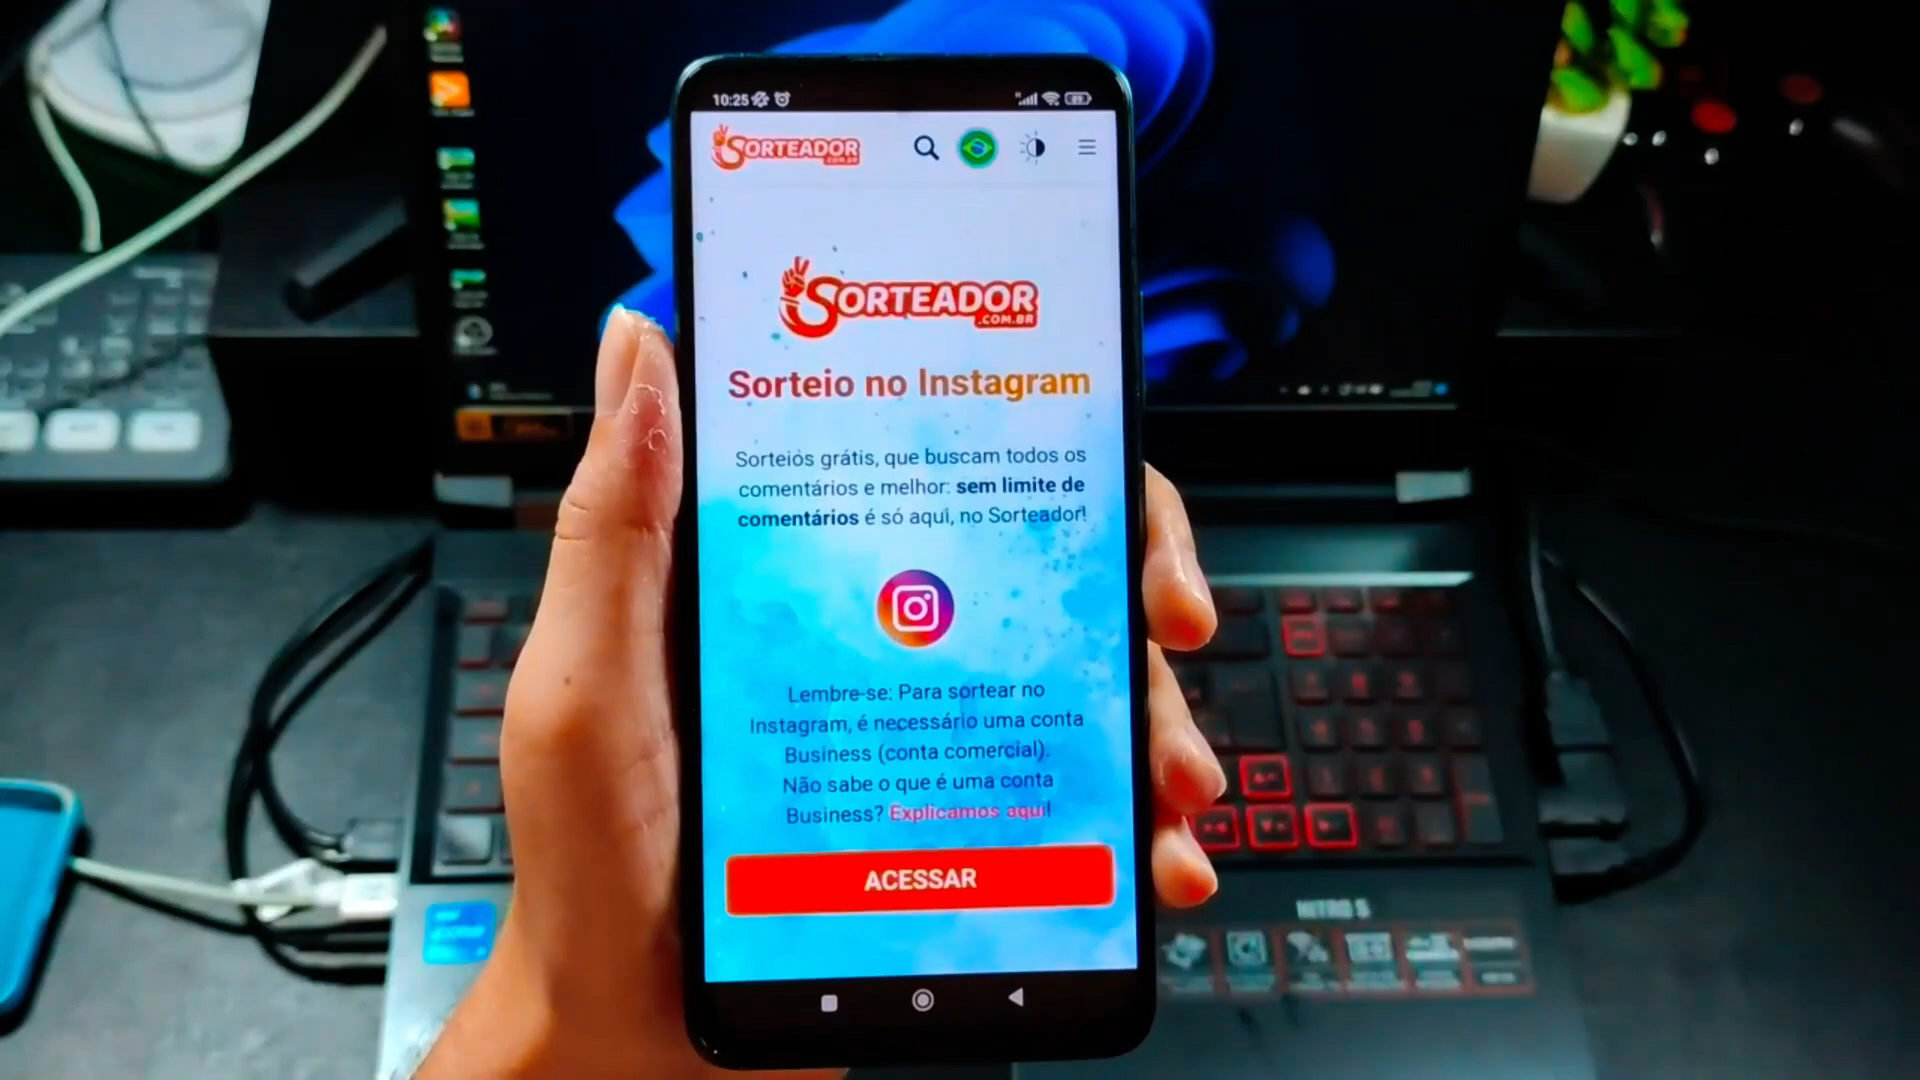 10:25
SORTEADOR
.COM.BR
SORTEADOR
.COM.BR
Sorteio no Instagram
Sorteios grátis, que buscam todos os
comentários e melhor: sem limite de
comentários é só aqui, no Sorteador!
Lembre-se: Para sortear no
Instagram, é necessário uma conta
Business (conta comercial).
Não sabe o que é uma conta
Business? Explicamos aqui!
ACESSAR
NITRO 5